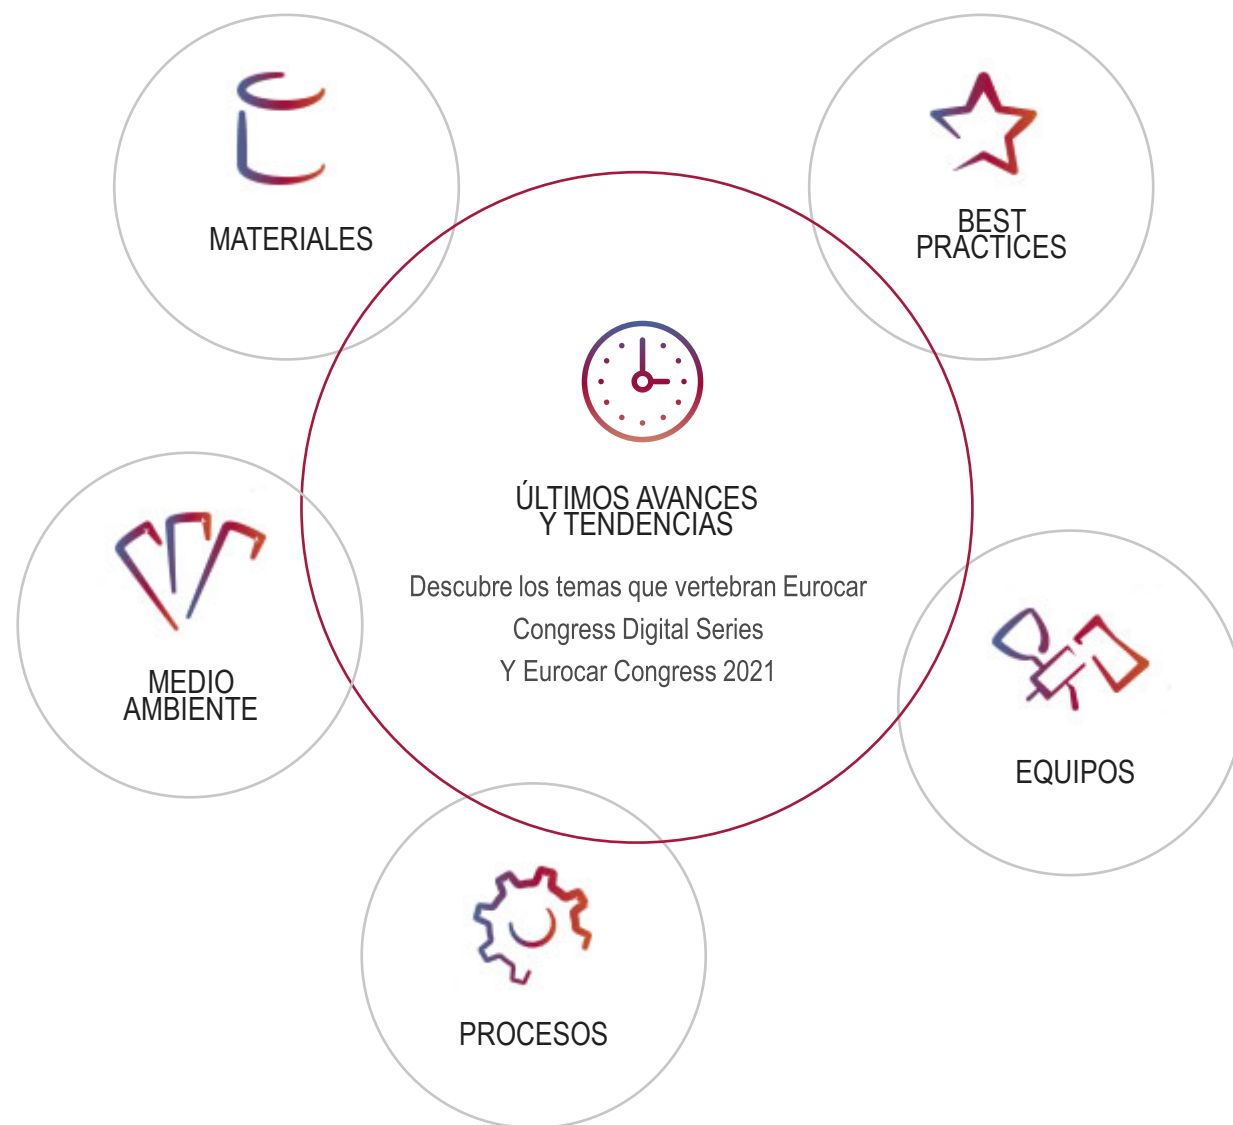 MATERIALES
BEST
PRACTICES
ÚLTIMOS AVANCES
Y TENDENCIAS
Descubre los temas que vertebran Eurocar
Congress Digital Series
Y Eurocar Congress 2021
MEDIO
AMBIENTE
EQUIPOS
PROCESOS